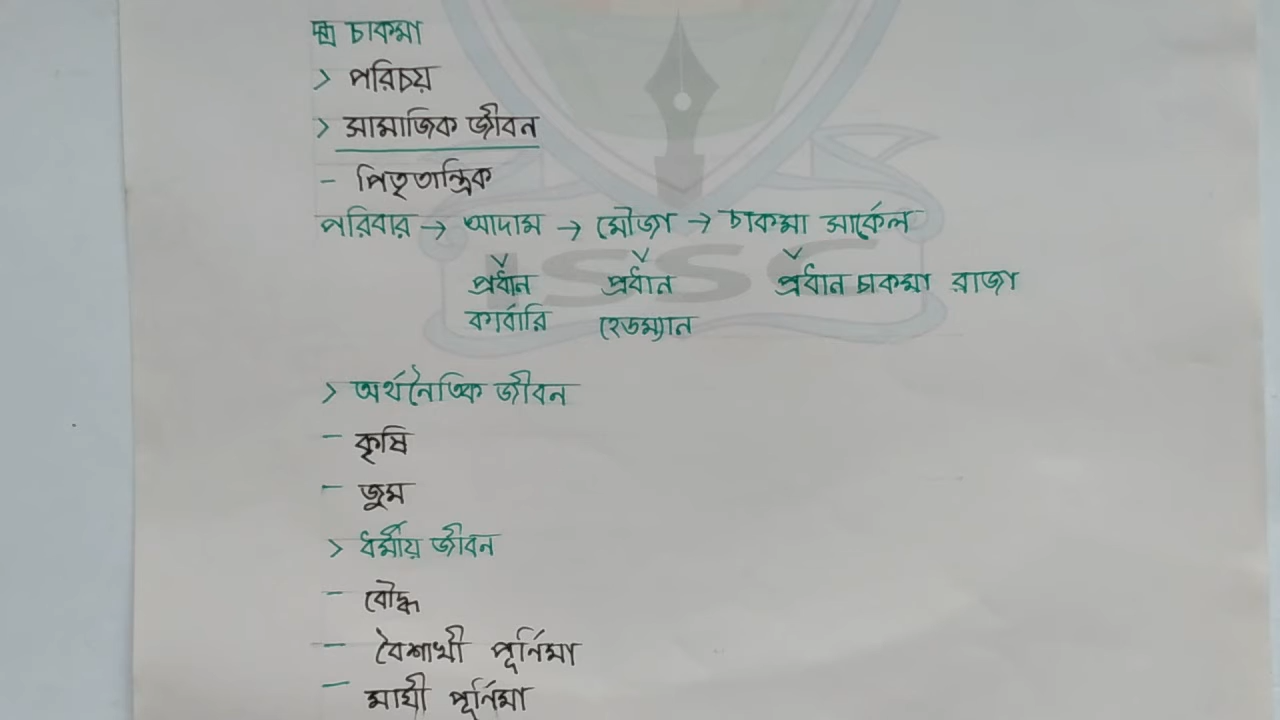 চাকমা
> পরিচয়
> সামাজিক জীবন
- পিতৃতান্ত্রিক
পরিবার → আদাম → মৌজা → চাকমা সার্কেল
প্রধান প্রধান প্রধান চাকমা রাজা
কার্বারি হেডম্যান
> অর্থনৈতিক জীবন
- কৃষি
- জুম
> ধর্মীয় জীবন
- বৌদ্ধ
- বৈশাখী পূর্ণিমা
- মাঘী পূর্ণিমা
ISSC